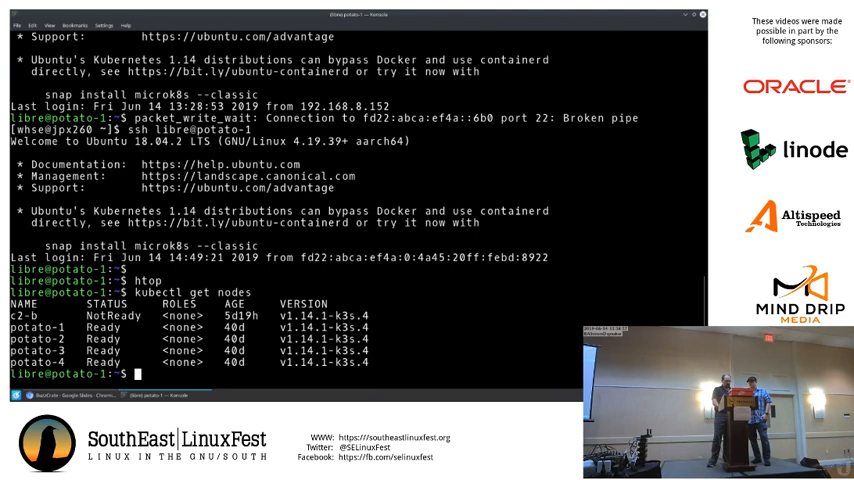 (libre) potato-1 — Konsole
File Edit View Bookmarks Settings Help
* Support: https://ubuntu.com/advantage
* Ubuntu's Kubernetes 1.14 distributions can bypass Docker and use containerd
directly, see https://bit.ly/ubuntu-containerd or try it now with
snap install microk8s --classic
Last login: Fri Jun 14 13:28:53 2019 from 192.168.8.152
libre@potato-1:~$ packet_write_wait: Connection to fd22:abca:ef4a::6b0 port 22: Broken pipe
[whse@jpx260 ~]$ ssh libre@potato-1
Welcome to Ubuntu 18.04.2 LTS (GNU/Linux 4.19.39+ aarch64)
* Documentation: https://help.ubuntu.com
* Management: https://landscape.canonical.com
* Support: https://ubuntu.com/advantage
* Ubuntu's Kubernetes 1.14 distributions can bypass Docker and use containerd
directly, see https://bit.ly/ubuntu-containerd or try it now with
snap install microk8s --classic
Last login: Fri Jun 14 14:49:21 2019 from fd22:abca:ef4a:0:4a45:20ff:febd:8922
libre@potato-1:~$
libre@potato-1:~$ htop
libre@potato-1:~$ kubectl get nodes
NAME STATUS ROLES AGE VERSION
c2-b NotReady <none> 5d19h v1.14.1-k3s.4
potato-1 Ready <none> 40d v1.14.1-k3s.4
potato-2 Ready <none> 40d v1.14.1-k3s.4
potato-3 Ready <none> 40d v1.14.1-k3s.4
potato-4 Ready <none> 40d v1.14.1-k3s.4
libre@potato-1:~$
(libre) potato-1 — Konsole
These videos were made
possible in part by the
following sponsors:
ORACLE
linode
Altispeed
Technologies
MIND DRIP
MEDIA
SouthEast|LinuxFest
LINUX IN THE GNU/SOUTH
WWW: https://southeastlinuxfest.org
Twitter: @SELinuxFest
Facebook: https://fb.com/selinuxfest